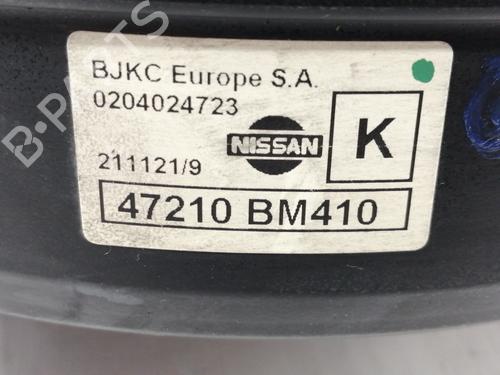 BJKC Europe S.A.
0204024723
NISSAN
K
211121/9
47210 BM410
B-PARTS